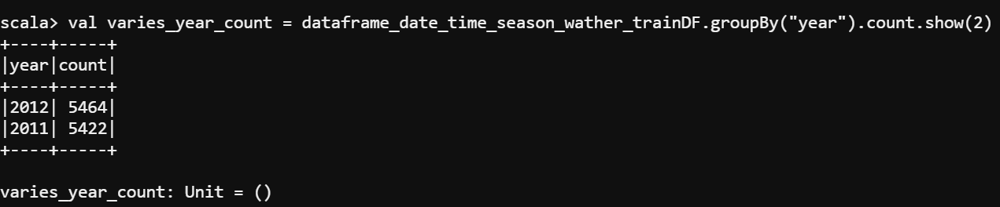 scala> val varies_year_count = dataframe_date_time_season_wather_trainDF.groupBy("year").count.show(2)
+----+-----+
|year|count|
+----+-----+
|2012| 5464|
|2011| 5422|
+----+-----+
varies_year_count: Unit = ()